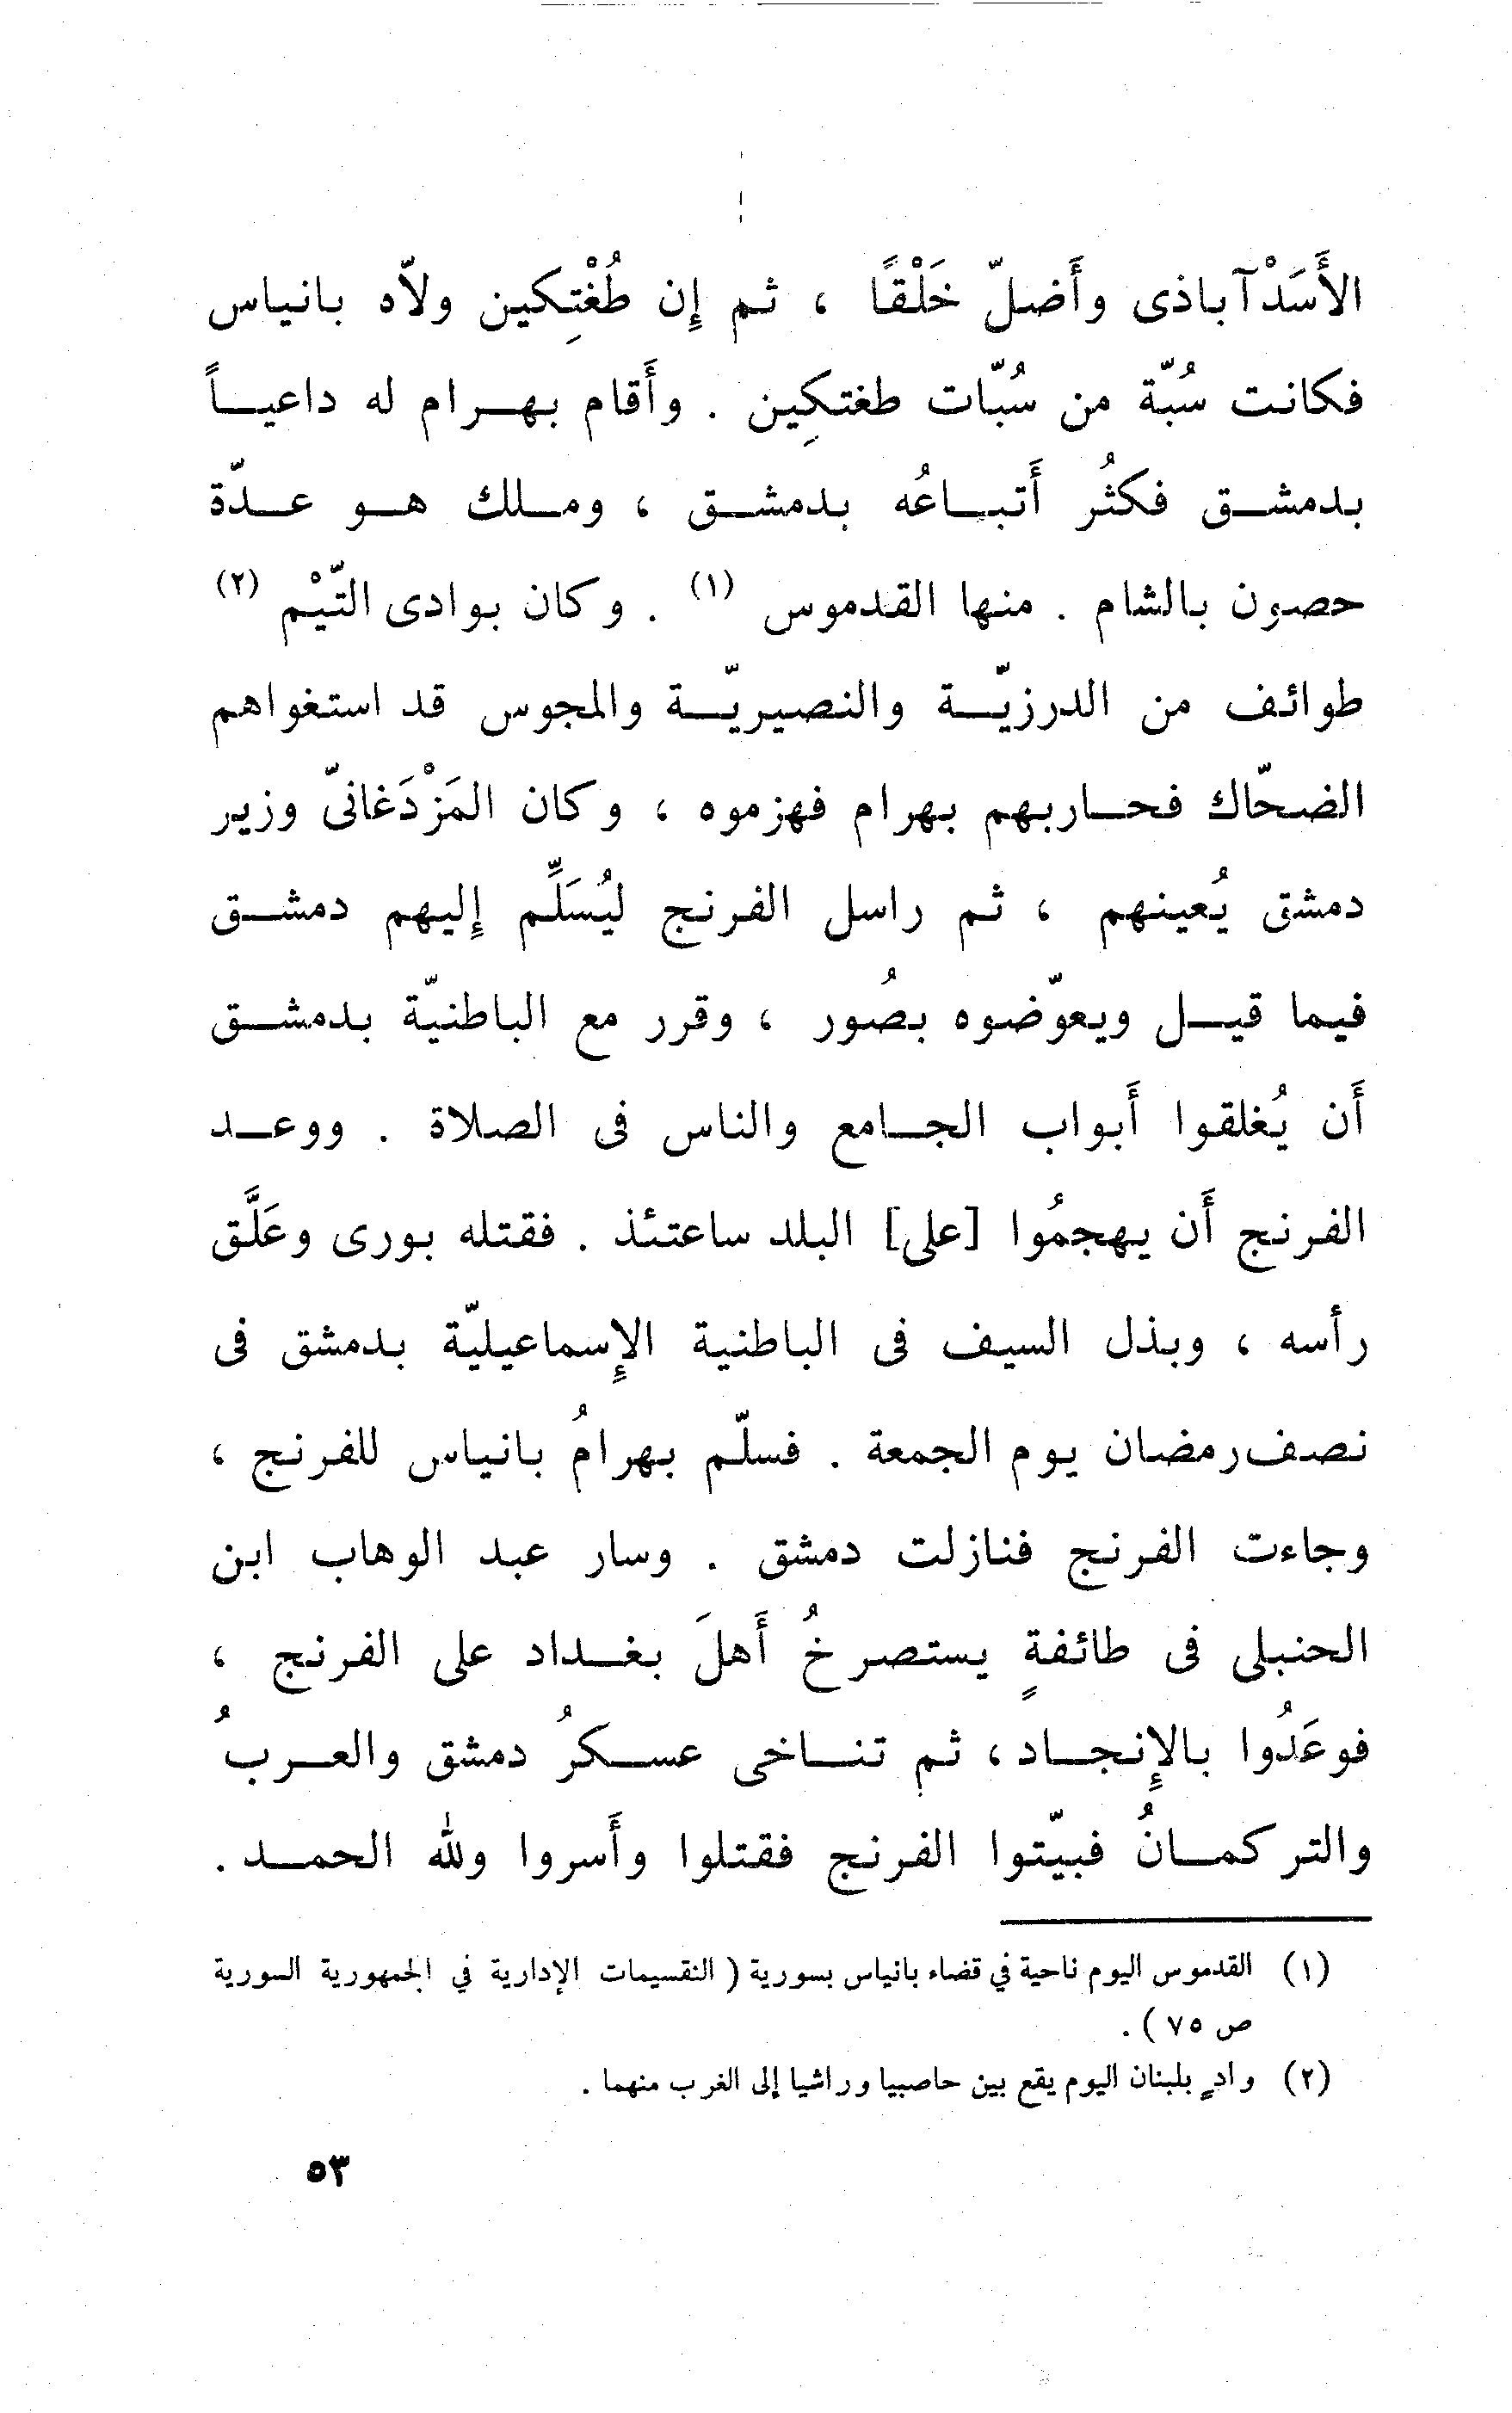 الأَسَدْآباذى وأَضلّ خَلْقًا ، ثم إِن طُغْتِكين ولاّه بانياس
فكانت سُبّة من سُبّات طغتكِين . وأَقام بهرام له داعياً
بدمشق فكثُر أَتباعُه بدمشق ، وملك هو عدّة
حصون بالشام . منها القدموس (١) . وكان بوادى التّيْم (٢)
طوائف من الدرزيّة والنصيريّة والمجوس قد استغواهم
الضحّاك فحاربهم بهرام فهزموه ، وكان المَزْدَغانىّ وزير
دمشق يُعينهم ، ثم راسل الفرنج ليُسَلِّم إِليهم دمشق
فيما قيل ويعوّضوه بصُور ، وقرر مع الباطنيّة بدمشق
أَن يُغلقوا أَبواب الجامع والناس فى الصلاة . ووعد
الفرنج أَن يهجمُوا [على] البلد ساعتئذ . فقتله بورى وعَلَّق
رأسه ، وبذل السيف فى الباطنية الإِسماعيليّة بدمشق فى
نصف رمضان يوم الجمعة . فسلّم بهرامُ بانياس للفرنج ،
وجاءت الفرنج فنازلت دمشق . وسار عبد الوهاب ابن
الحنبلى فى طائفةٍ يستصرخُ أَهلَ بغداد على الفرنج ،
فوعَدُوا بالإِنجاد ، ثم تناخى عسكرُ دمشق والعربُ
والتركمانُ فبيّتوا الفرنج فقتلوا وأَسروا ولله الحمد .
(١) القدموس اليوم ناحية في قضاء بانياس بسورية ( التقسيمات الإدارية في الجمهورية السورية
ص ٧٥ ) .
(٢) وادٍ بلبنان اليوم يقع بين حاصبيا وراشيا إلى الغرب منهما .
٥٣